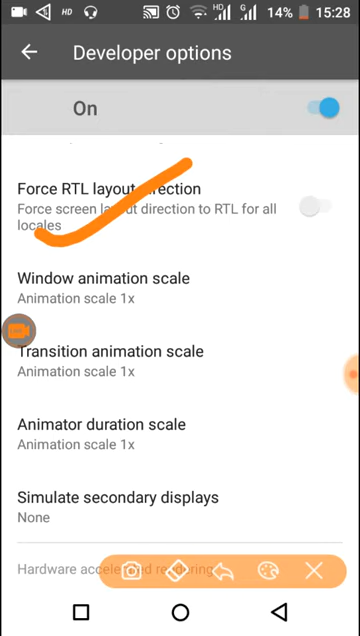 HD HD G 14% 15:28
Developer options
On
Force RTL layout direction
Force screen layout direction to RTL for all
locales
Window animation scale
Animation scale 1x
Transition animation scale
Animation scale 1x
Animator duration scale
Animation scale 1x
Simulate secondary displays
None
Hardware accelerated rendering